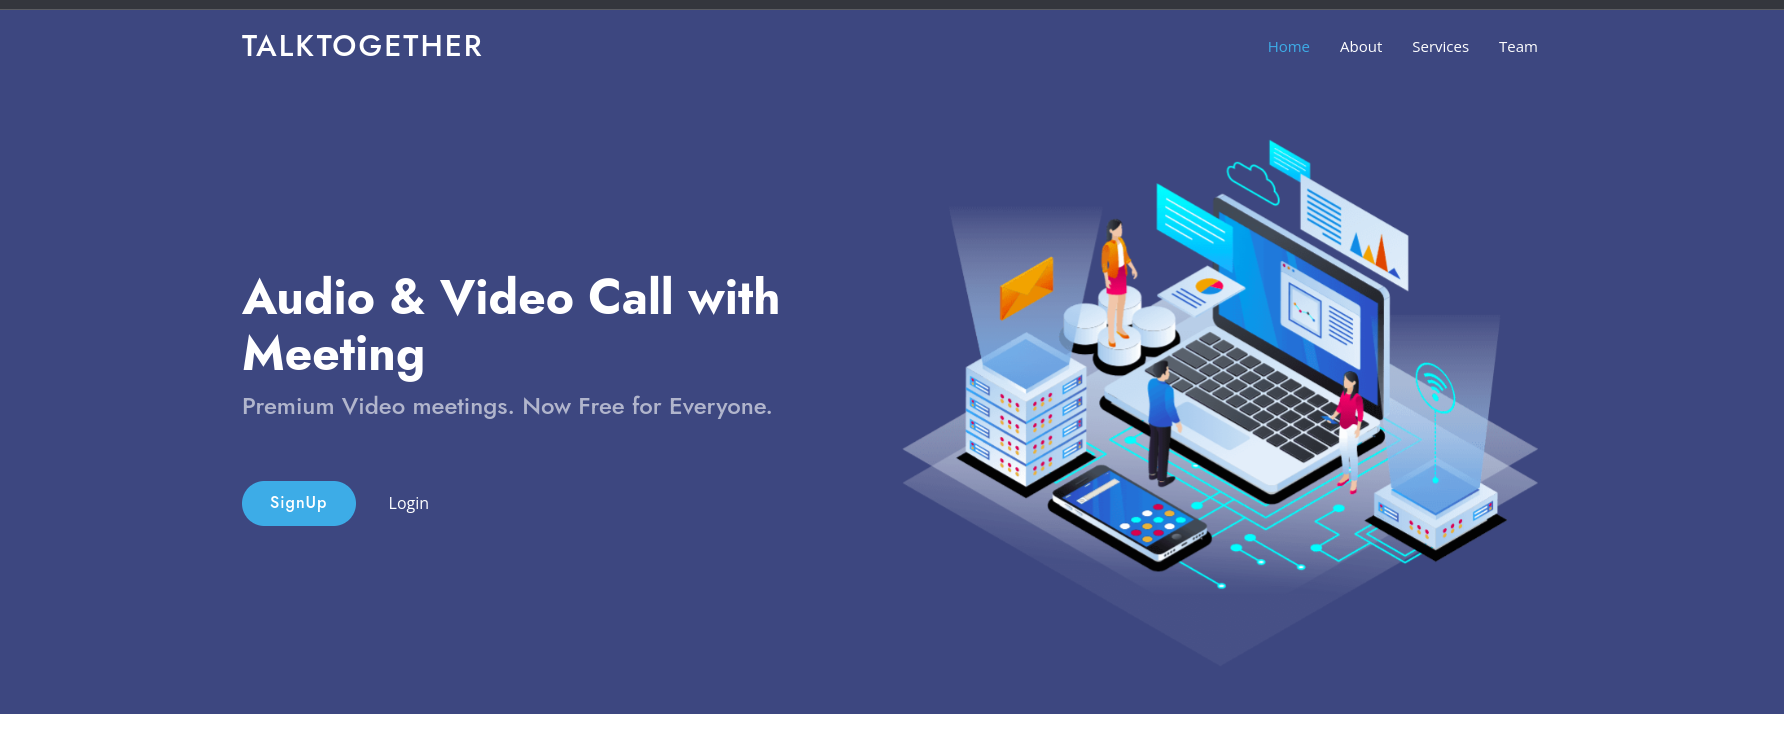 TALKTOGETHER
Home About Services Team
Audio & Video Call with
Meeting
Premium Video meetings. Now Free for Everyone.
SignUp Login